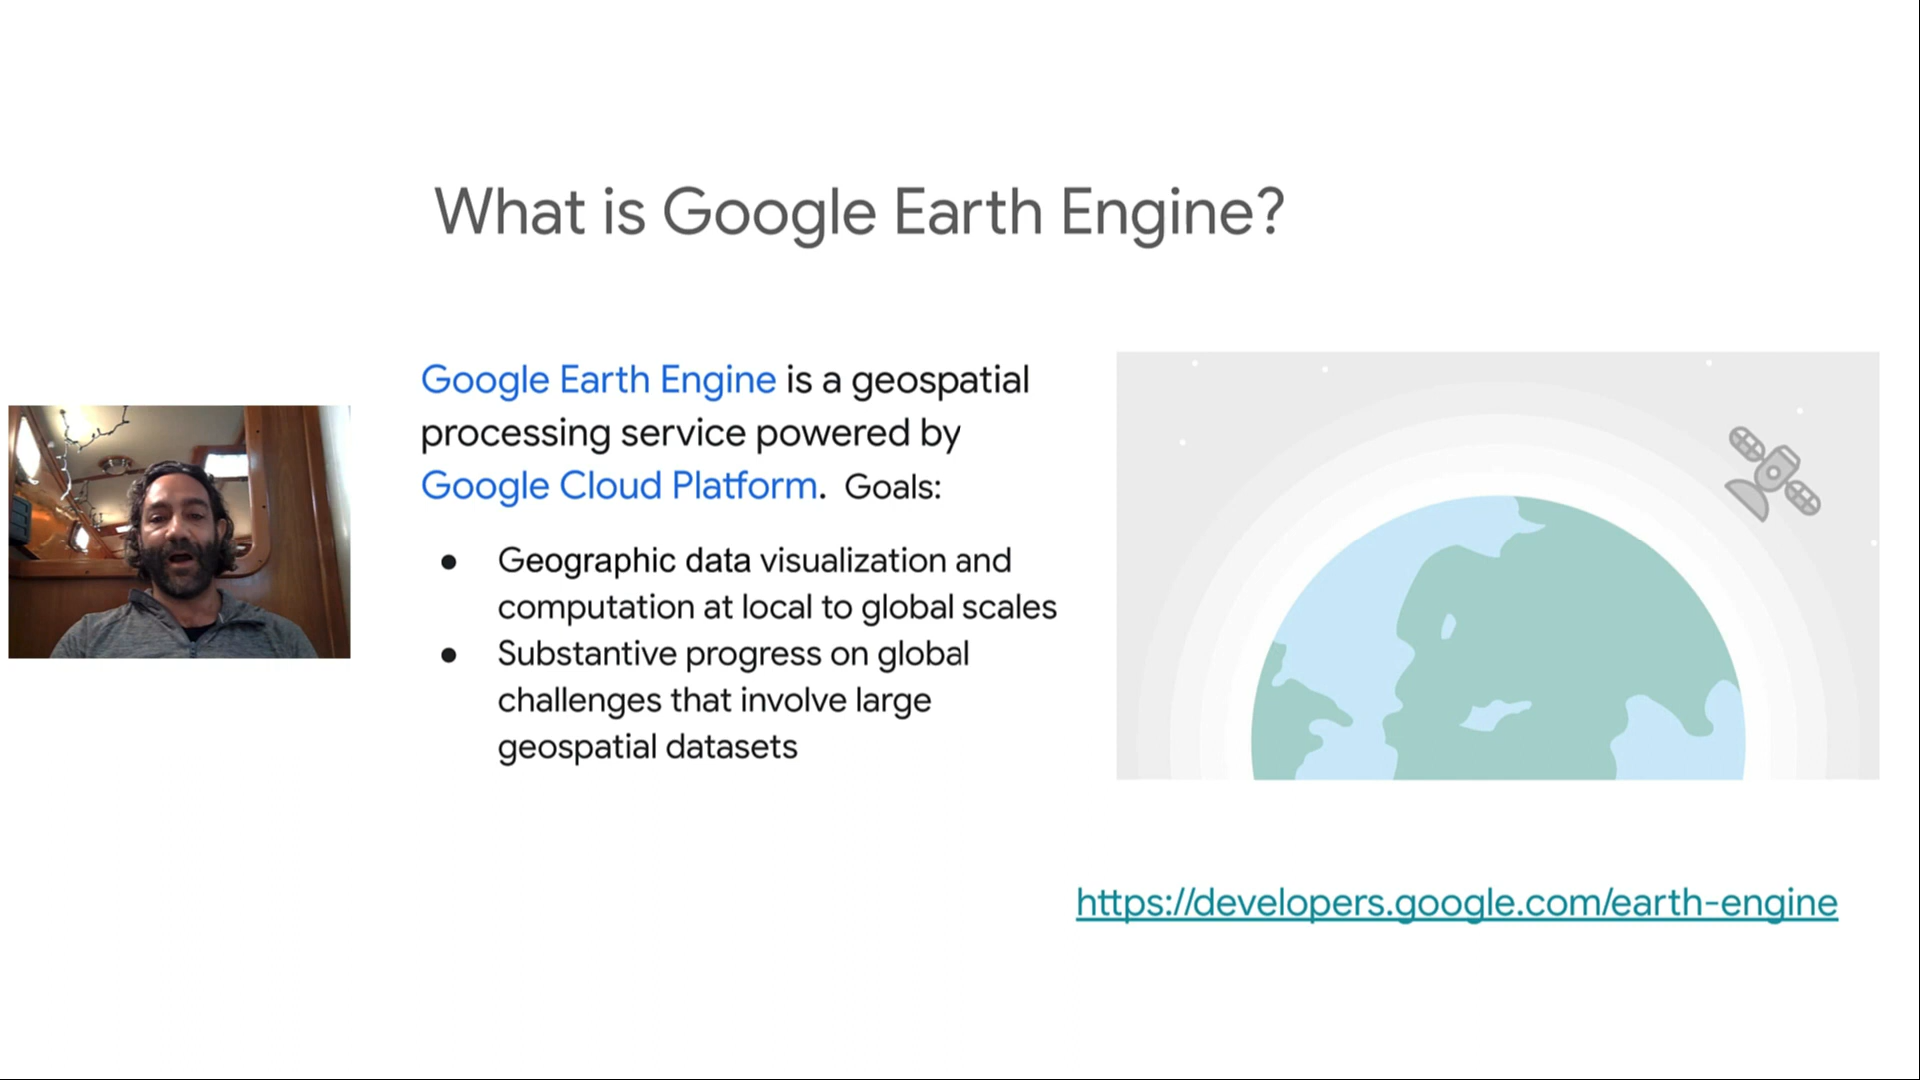 What is Google Earth Engine?
Google Earth Engine is a geospatial
processing service powered by
Google Cloud Platform. Goals:
● Geographic data visualization and
computation at local to global scales
● Substantive progress on global
challenges that involve large
geospatial datasets
https://developers.google.com/earth-engine